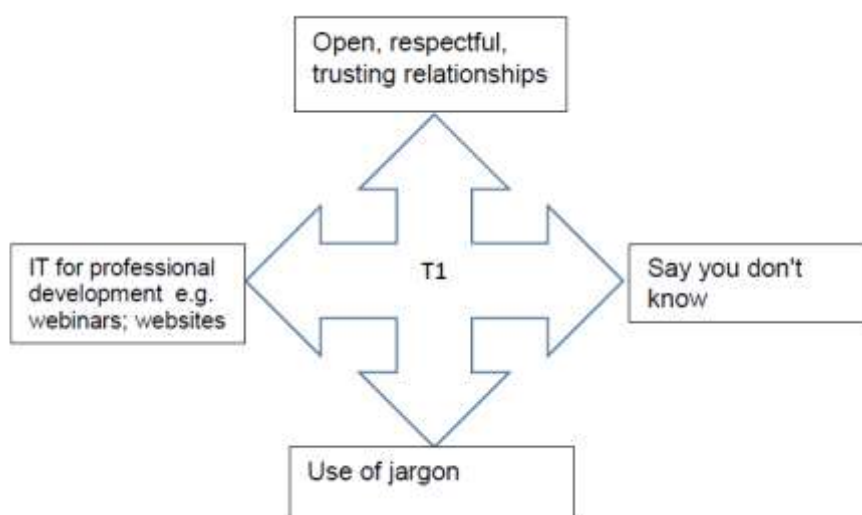 Open, respectful,
trusting relationships
IT for professional
development e.g.
webinars; websites
T1
Say you don't
know
Use of jargon